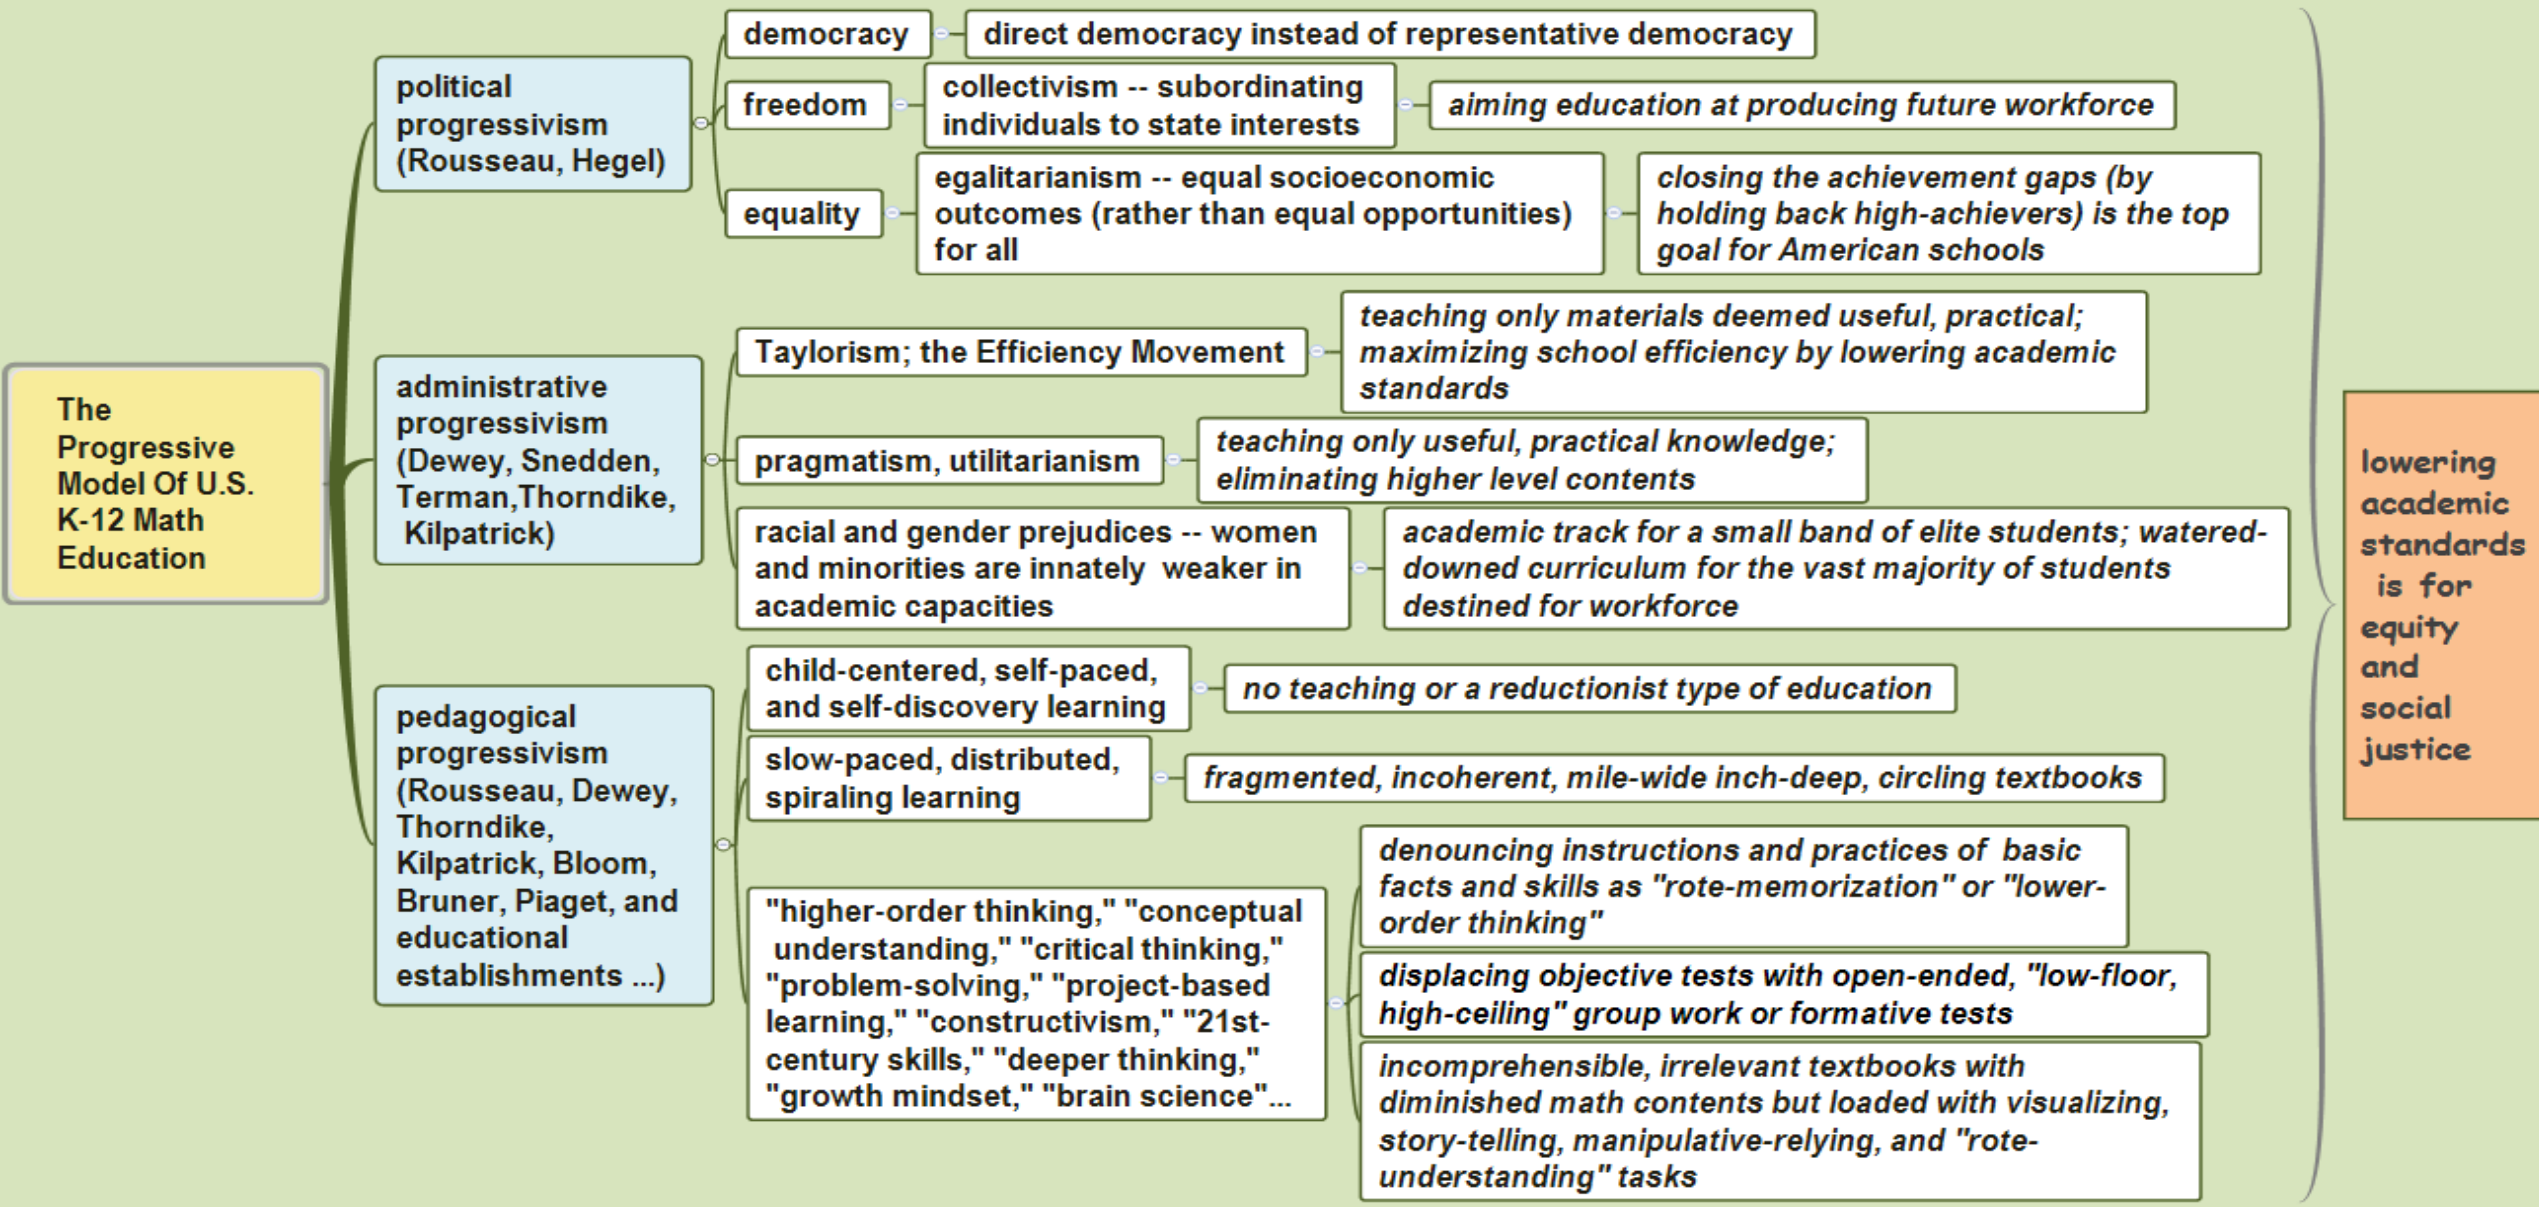 The
Progressive
Model Of U.S.
K-12 Math
Education
political
progressivism
(Rousseau, Hegel)
democracy
direct democracy instead of representative democracy
freedom
collectivism -- subordinating
individuals to state interests
aiming education at producing future workforce
equality
egalitarianism -- equal socioeconomic
outcomes (rather than equal opportunities)
for all
closing the achievement gaps (by
holding back high-achievers) is the top
goal for American schools
administrative
progressivism
(Dewey, Snedden,
Terman,Thorndike,
Kilpatrick)
Taylorism; the Efficiency Movement
teaching only materials deemed useful, practical;
maximizing school efficiency by lowering academic
standards
pragmatism, utilitarianism
teaching only useful, practical knowledge;
eliminating higher level contents
racial and gender prejudices -- women
and minorities are innately weaker in
academic capacities
academic track for a small band of elite students; watered-
downed curriculum for the vast majority of students
destined for workforce
pedagogical
progressivism
(Rousseau, Dewey,
Thorndike,
Kilpatrick, Bloom,
Bruner, Piaget, and
educational
establishments ...)
child-centered, self-paced,
and self-discovery learning
no teaching or a reductionist type of education
slow-paced, distributed,
spiraling learning
fragmented, incoherent, mile-wide inch-deep, circling textbooks
"higher-order thinking," "conceptual
understanding," "critical thinking,"
"problem-solving," "project-based
learning," "constructivism," "21st-
century skills," "deeper thinking,"
"growth mindset," "brain science"...
denouncing instructions and practices of basic
facts and skills as "rote-memorization" or "lower-
order thinking"
displacing objective tests with open-ended, "low-floor,
high-ceiling" group work or formative tests
incomprehensible, irrelevant textbooks with
diminished math contents but loaded with visualizing,
story-telling, manipulative-relying, and "rote-
understanding" tasks
lowering
academic
standards
is for
equity
and
social
justice